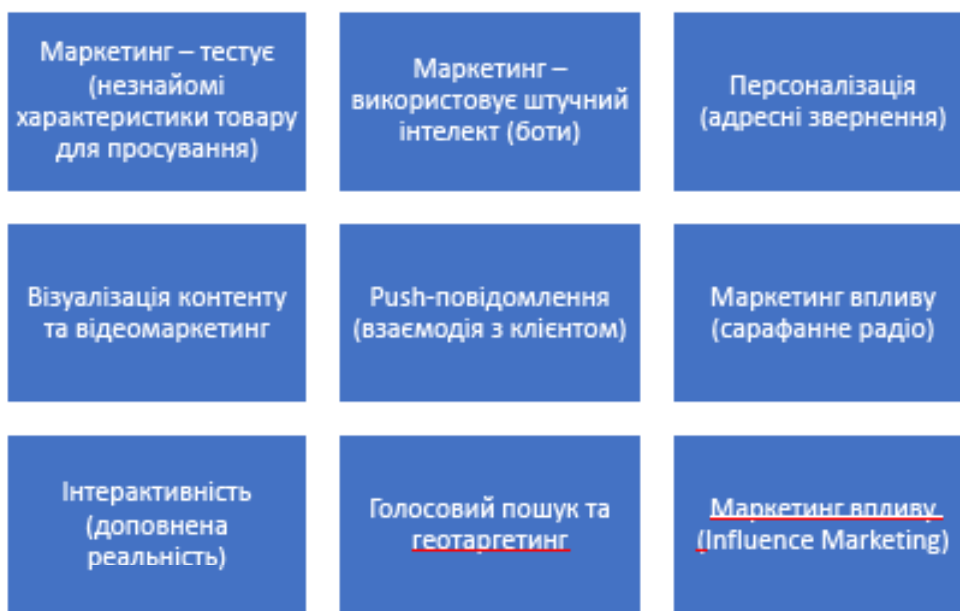 Маркетинг – тестує
(незнайомі
характеристики товару
для просування)
Маркетинг –
використовує штучний
інтелект (боти)
Персоналізація
(адресні звернення)
Візуалізація контенту
та відеомаркетинг
Push-повідомлення
(взаємодія з клієнтом)
Маркетинг впливу
(сарафанне радіо)
Інтерактивність
(доповнена
реальність)
Голосовий пошук та
геотаргетинг
Маркетинг впливу
(Influence Marketing)